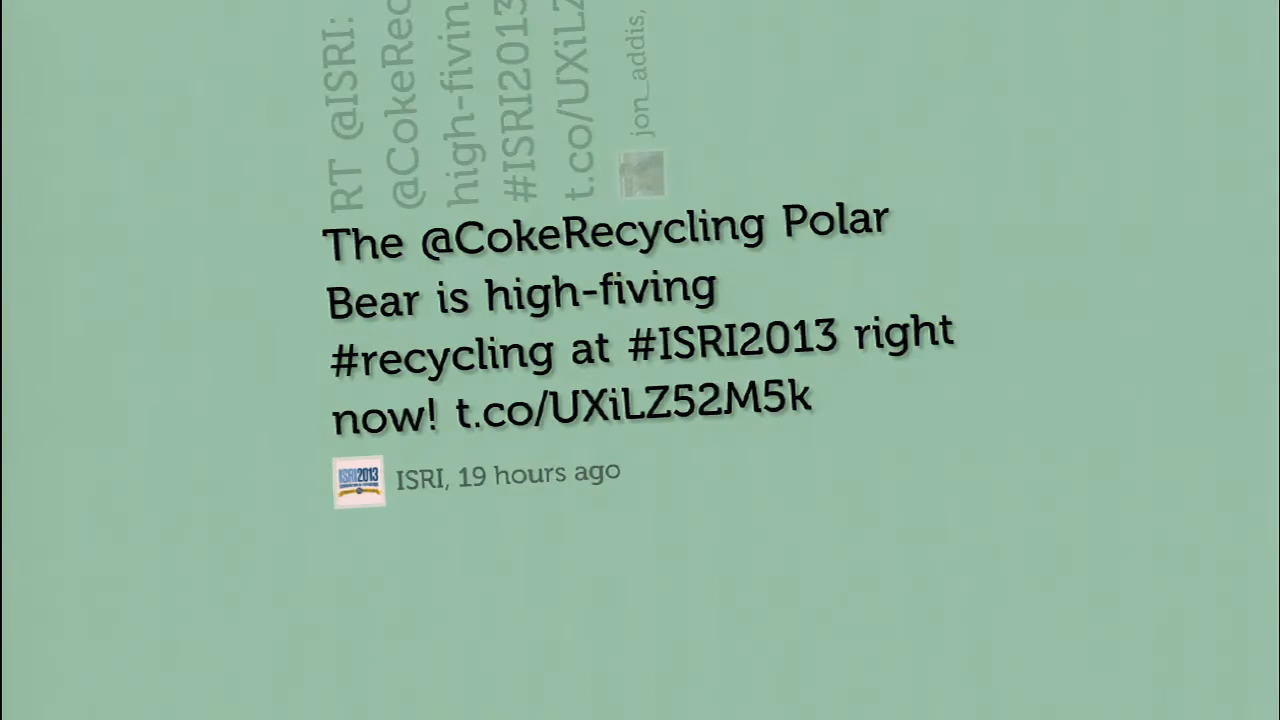 RT @ISRI:
@CokeRec
high-fivin
#ISRI2013
t.co/UXiLZ
jon_addis,
The @CokeRecycling Polar
Bear is high-fiving
#recycling at #ISRI2013 right
now! t.co/UXiLZ52M5k
ISRI2013
ISRI, 19 hours ago